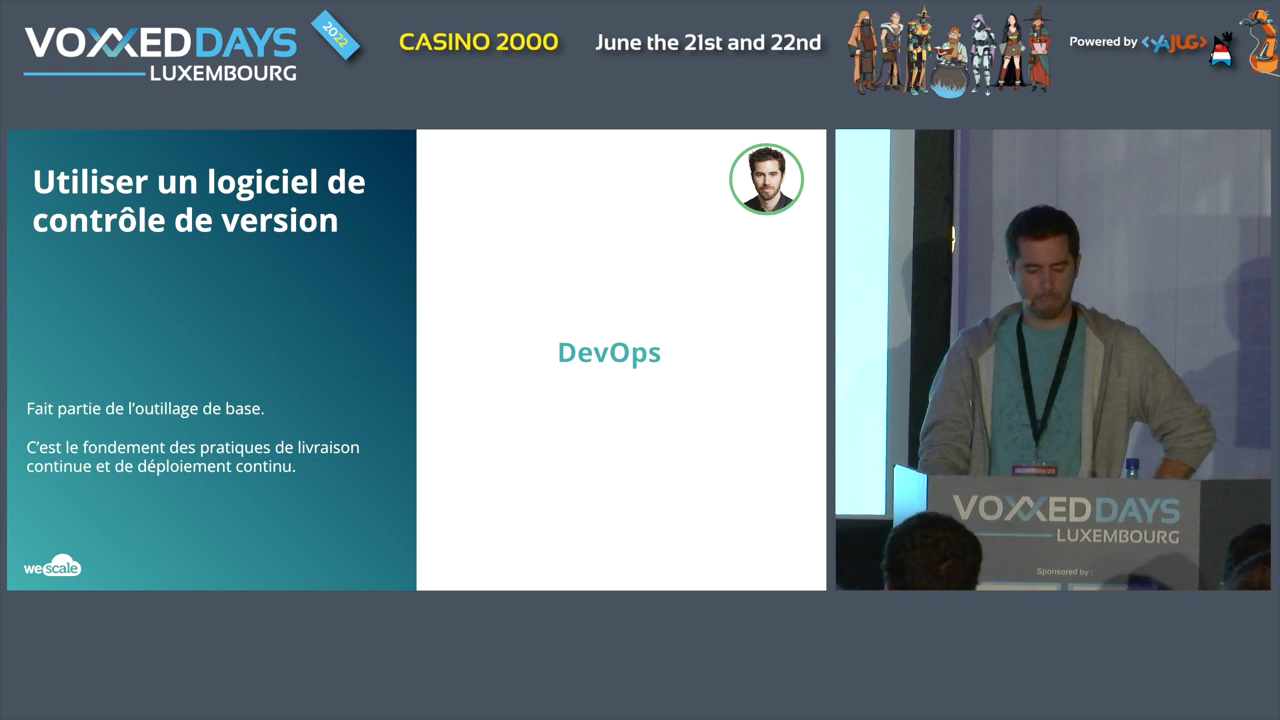 VOXXEDDAYS
LUXEMBOURG
2022
CASINO 2000
June the 21st and 22nd
Powered by <YAJUG>
Utiliser un logiciel de
contrôle de version
Fait partie de l'outillage de base.
C'est le fondement des pratiques de livraison
continue et de déploiement continu.
wescale
DevOps
VOXXEDDAYS
LUXEMBOURG
Sponsored by :